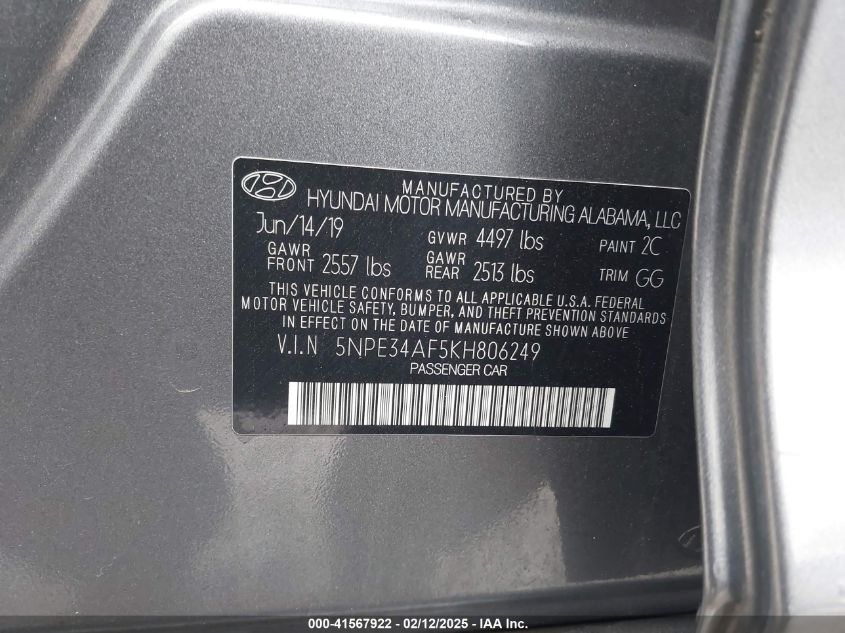 MANUFACTURED BY
HYUNDAI MOTOR MANUFACTURING ALABAMA, LLC
Jun/14/19 GVWR 4497 lbs PAINT 2C
GAWR FRONT 2557 lbs GAWR REAR 2513 lbs TRIM GG
THIS VEHICLE CONFORMS TO ALL APPLICABLE U.S.A. FEDERAL
MOTOR VEHICLE SAFETY, BUMPER, AND THEFT PREVENTION STANDARDS
IN EFFECT ON THE DATE OF MANUFACTURE SHOWN ABOVE
V.I.N 5NPE34AF5KH806249
PASSENGER CAR
000-41567922 - 02/12/2025 - IAA, Inc.